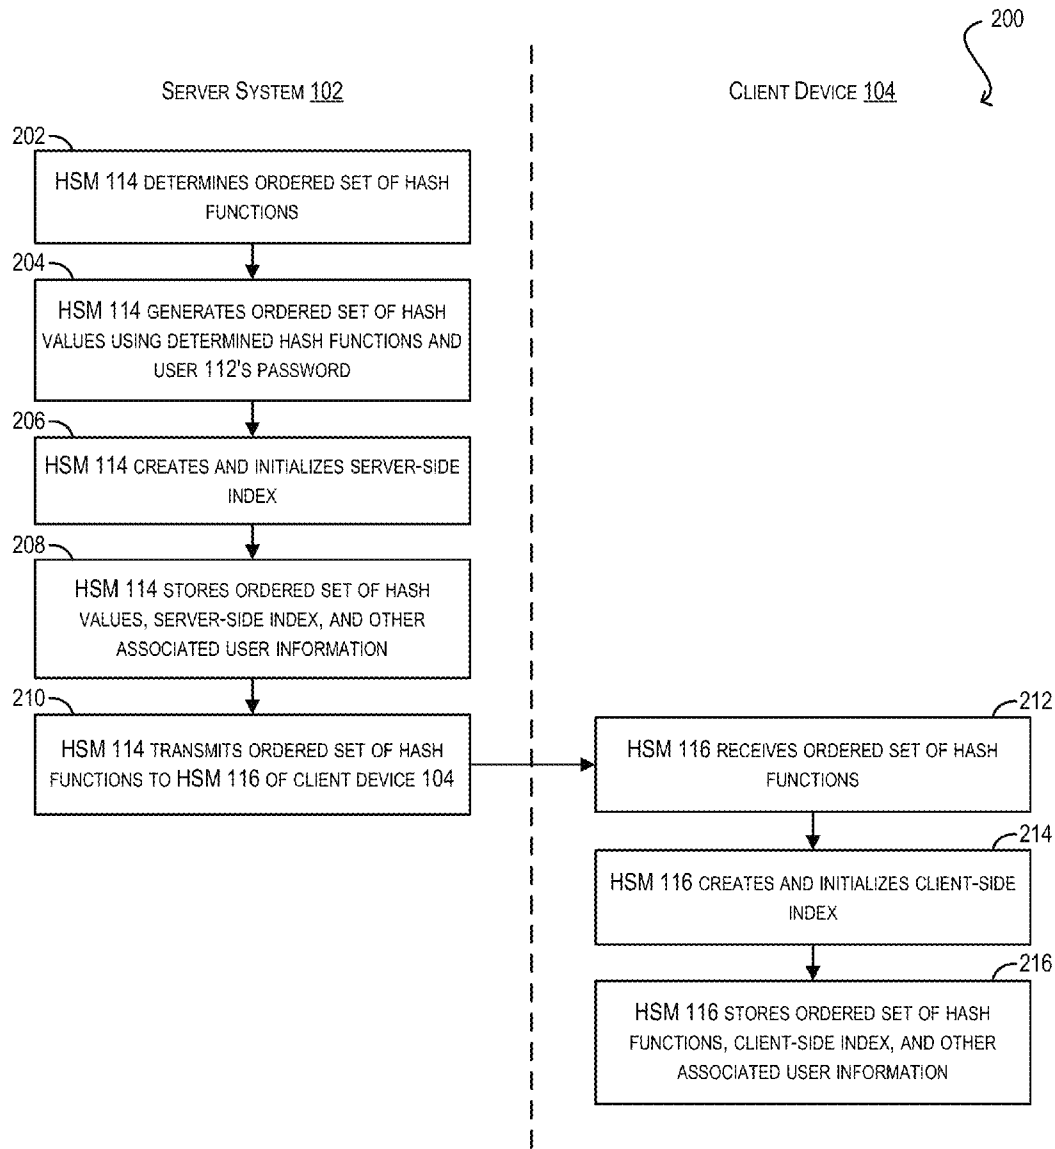 200
SERVER SYSTEM 102
CLIENT DEVICE 104
202
HSM 114 DETERMINES ORDERED SET OF HASH
FUNCTIONS
204
HSM 114 GENERATES ORDERED SET OF HASH
VALUES USING DETERMINED HASH FUNCTIONS AND
USER 112'S PASSWORD
206
HSM 114 CREATES AND INITIALIZES SERVER-SIDE
INDEX
208
HSM 114 STORES ORDERED SET OF HASH
VALUES, SERVER-SIDE INDEX, AND OTHER
ASSOCIATED USER INFORMATION
210
HSM 114 TRANSMITS ORDERED SET OF HASH
FUNCTIONS TO HSM 116 OF CLIENT DEVICE 104
212
HSM 116 RECEIVES ORDERED SET OF HASH
FUNCTIONS
214
HSM 116 CREATES AND INITIALIZES CLIENT-SIDE
INDEX
216
HSM 116 STORES ORDERED SET OF HASH
FUNCTIONS, CLIENT-SIDE INDEX, AND OTHER
ASSOCIATED USER INFORMATION